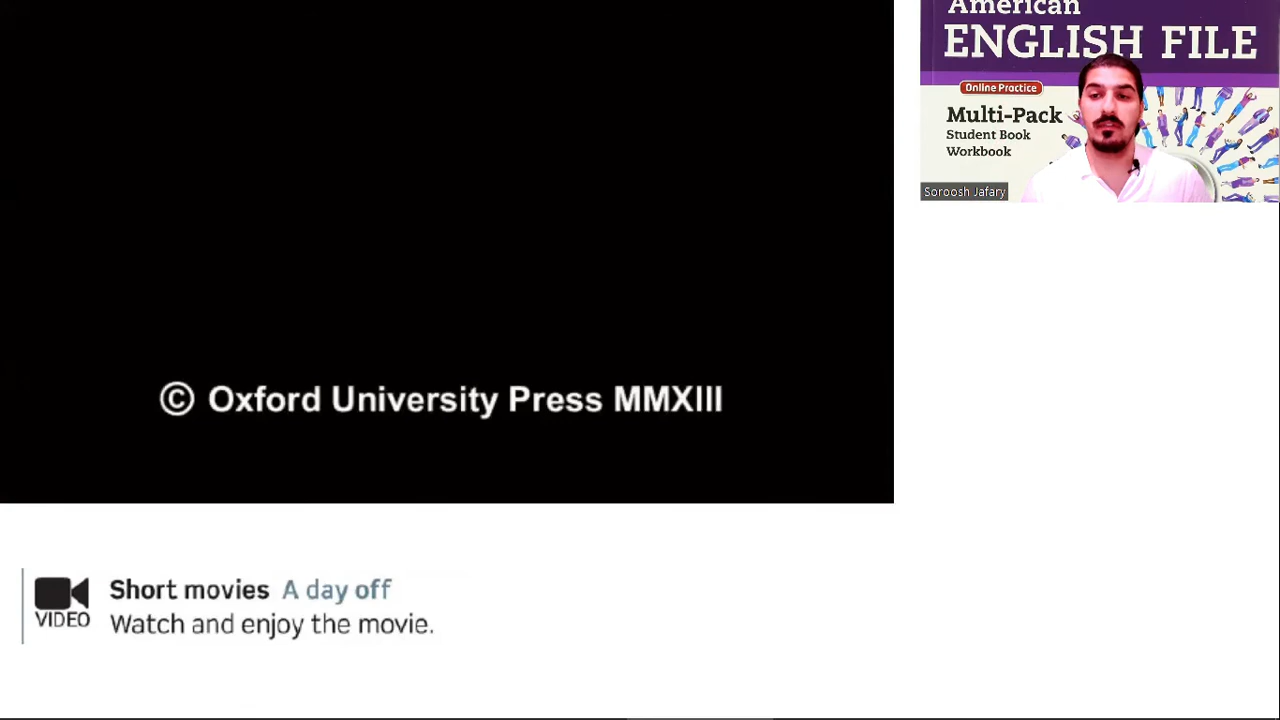 American
ENGLISH FILE
Online Practice
Multi-Pack
Student Book
Workbook
Soroosh Jafary
© Oxford University Press MMXIII
VIDEO
Short movies A day off
Watch and enjoy the movie.